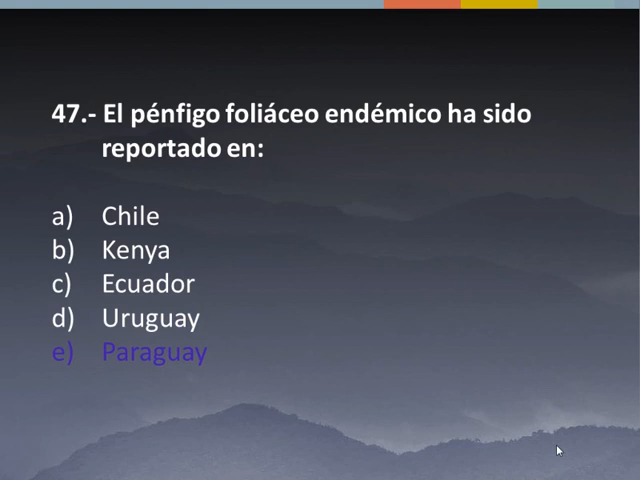 47.- El pénfigo foliáceo endémico ha sido
reportado en:
a) Chile
b) Kenya
c) Ecuador
d) Uruguay
e) Paraguay